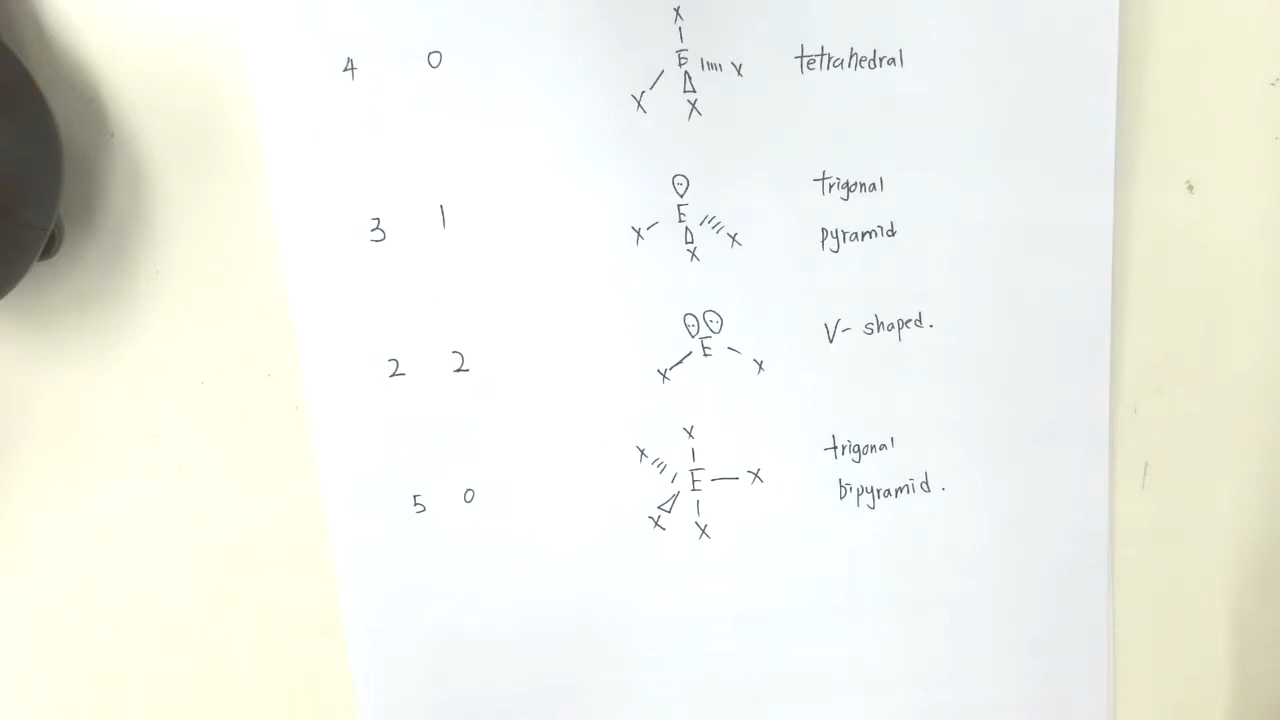 4 0 X E X X X tetrahedral
3 1 E X X X trigonal
pyramid
2 2 E X X V-shaped.
5 0 X X E X X X trigonal
bipyramid.